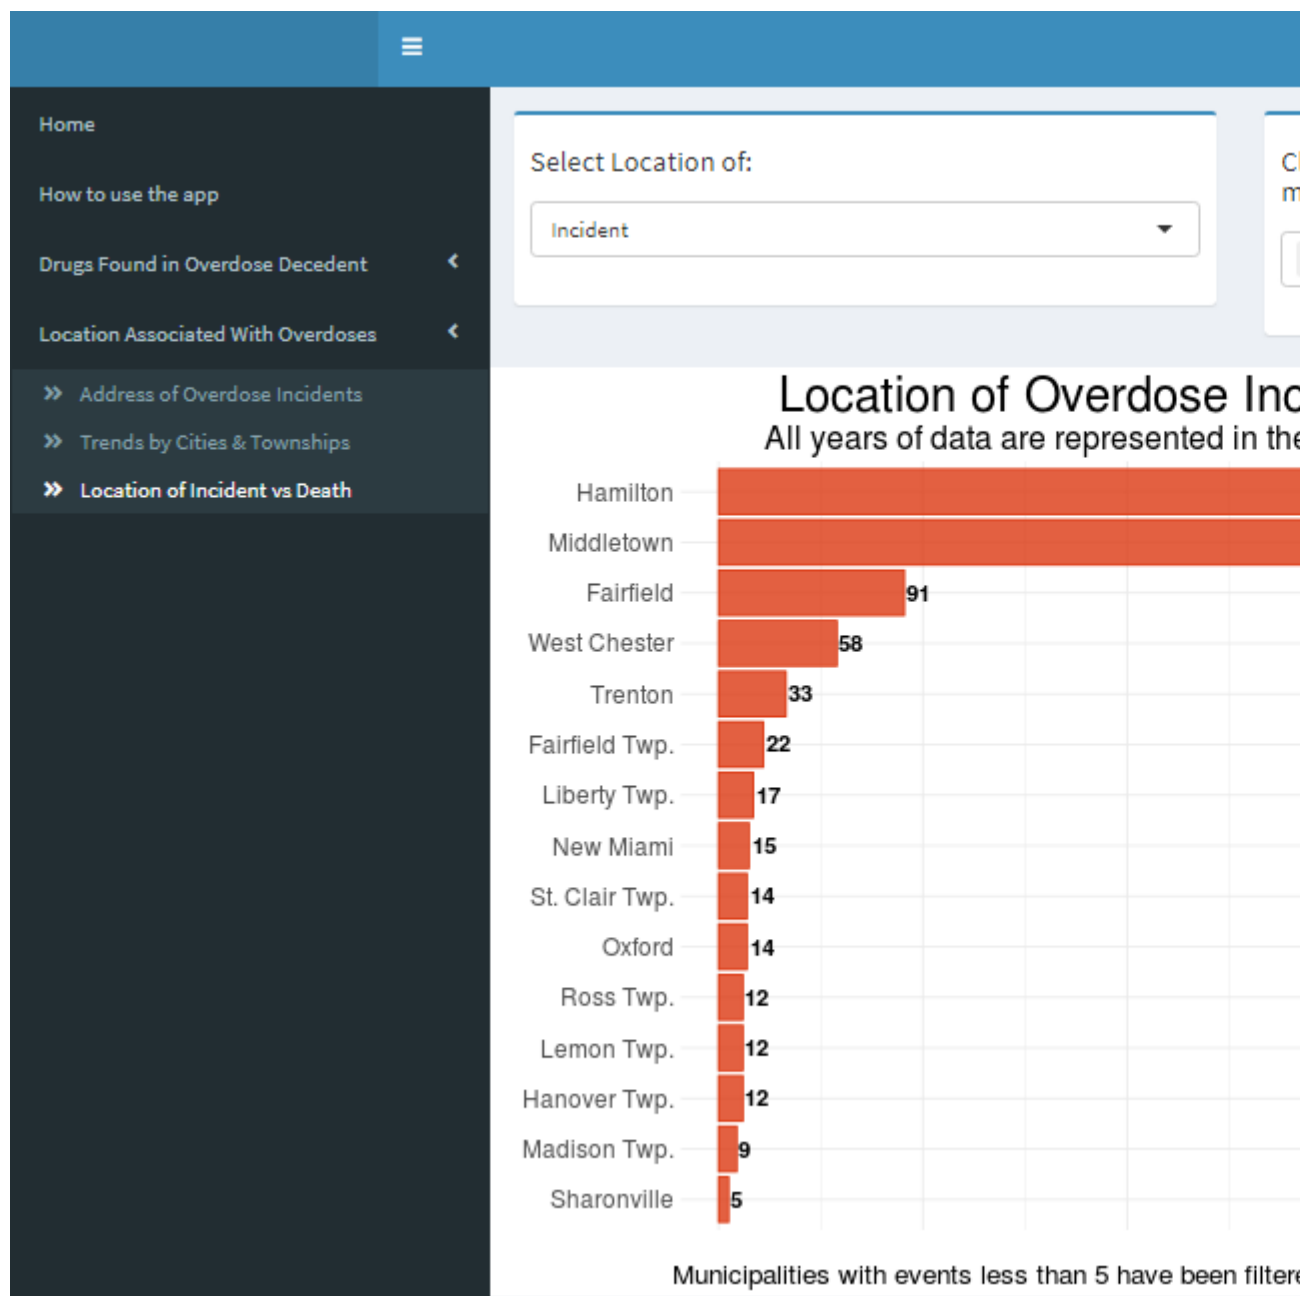 Home
How to use the app
Drugs Found in Overdose Decedent
Location Associated With Overdoses
Address of Overdose Incidents
Trends by Cities & Townships
Location of Incident vs Death
Select Location of:
Incident
Location of Overdose
All years of data are represented in
Hamilton
Middletown
Fairfield 91
West Chester 58
Trenton 33
Fairfield Twp. 22
Liberty Twp. 17
New Miami 15
St. Clair Twp. 14
Oxford 14
Ross Twp. 12
Lemon Twp. 12
Hanover Twp. 12
Madison Twp. 9
Sharonville 5
Municipalities with events less than 5 have been